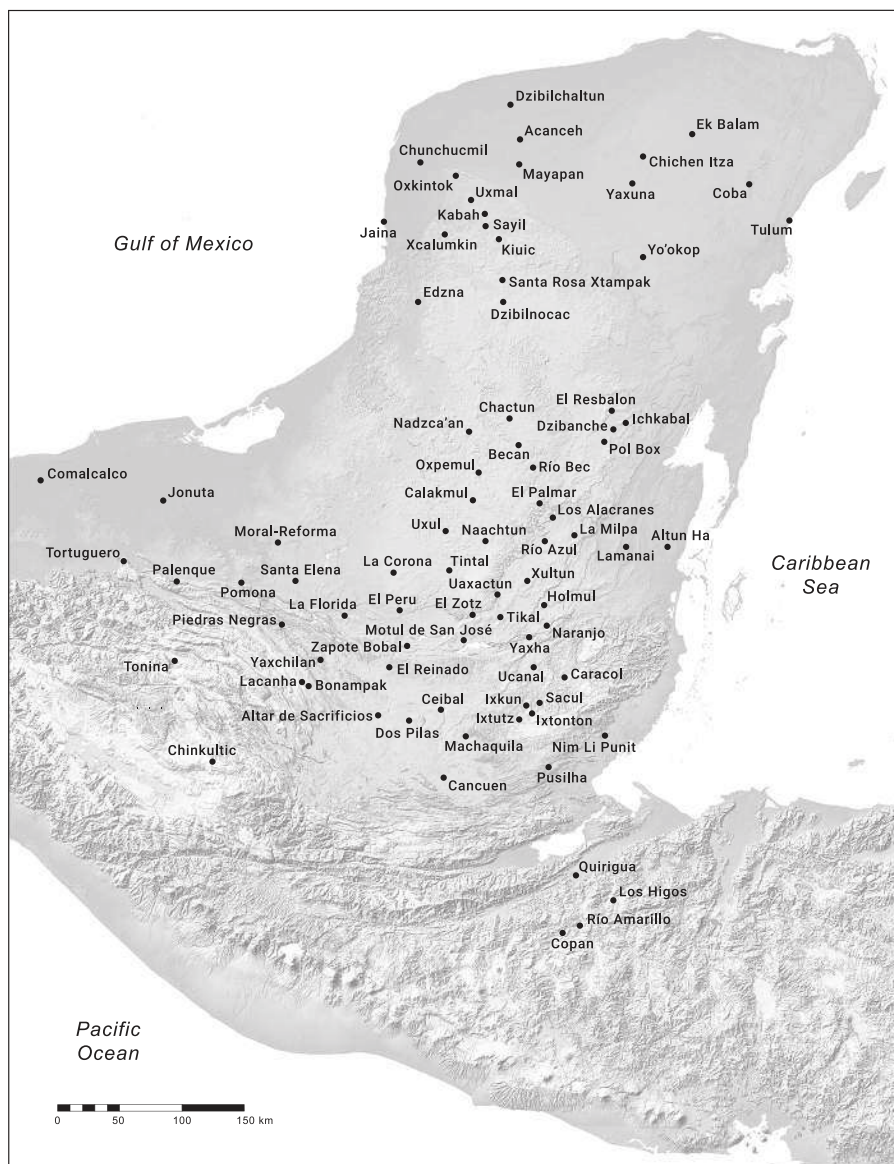 Dzibilchaltun
Ek Balam
Acanceh
Chunchucmil
Chichen Itza
Mayapan
Oxkintok
Uxmal
Yaxuna
Coba
Kabah
Sayil
Tulum
Jaina
Gulf of Mexico
Xcalumkin
Kiuic
Yo'okop
Santa Rosa Xtampak
Edzna
Dzibilnocac
El Resbalon
Chactun
Ichkabal
Nadzca'an
Dzibanche
Becan
Pol Box
Oxpemul
Río Bec
Comalcalco
Calakmul
El Palmar
Jonuta
Los Alacranes
Uxul
Naachtun
La Milpa
Altun Ha
Moral-Reforma
Río Azul
Lamanai
Tortuguero
La Corona
Tintal
Caribbean
Sea
Palenque
Santa Elena
Xultun
Pomona
Uaxactun
El Peru
Holmul
La Florida
El Zotz
Piedras Negras
Tikal
Motul de San José
Naranjo
Zapote Bobal
Yaxha
Tonina
Yaxchilan
El Reinado
Ucanal
Caracol
Lacanha
Bonampak
Ceibal
Ixkun
Sacul
Altar de Sacrificios
Ixtutz
Ixtonton
Dos Pilas
Machaquila
Nim Li Punit
Chinkultic
Cancuen
Pusilha
Quirigua
Los Higos
Río Amarillo
Copan
Pacific
Ocean
0 50 100 150 km